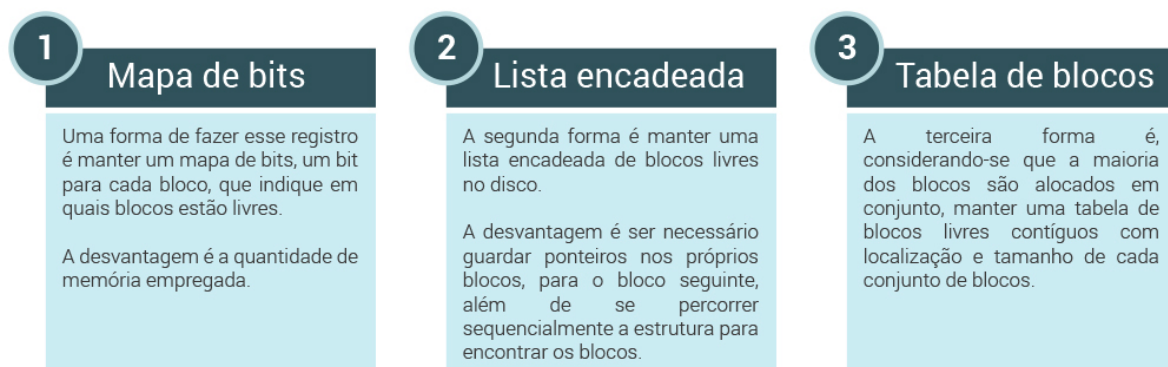 1
Mapa de bits
Uma forma de fazer esse registro
é manter um mapa de bits, um bit
para cada bloco, que indique em
quais blocos estão livres.
A desvantagem é a quantidade de
memória empregada.
2
Lista encadeada
A segunda forma é manter uma
lista encadeada de blocos livres
no disco.
A desvantagem é ser necessário
guardar ponteiros nos próprios
blocos, para o bloco seguinte,
além de se percorrer
sequencialmente a estrutura para
encontrar os blocos.
3
Tabela de blocos
A terceira forma é,
considerando-se que a maioria
dos blocos são alocados em
conjunto, manter uma tabela de
blocos livres contíguos com
localização e tamanho de cada
conjunto de blocos.